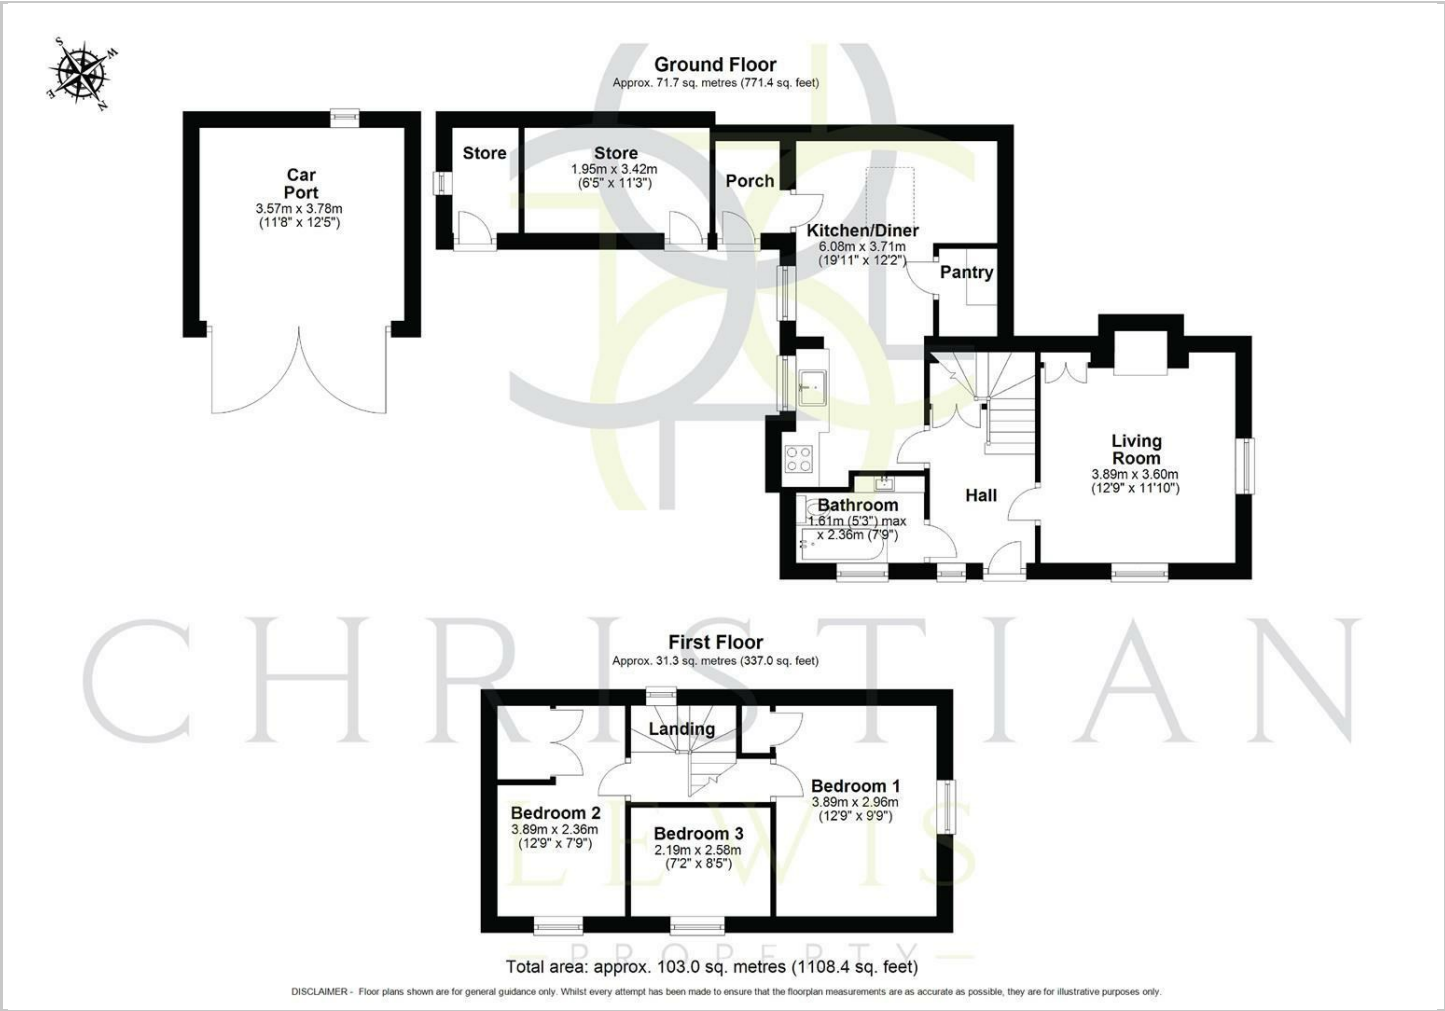 Ground Floor
Approx. 71.7 sq. metres (771.4 sq. feet)
S
W
E
N
Car
Port
3.57m x 3.78m
(11'8" x 12'5")
Store
Store
1.95m x 3.42m
(6'5" x 11'3")
Porch
Kitchen/Diner
6.08m x 3.71m
(19'11" x 12'2")
Pantry
Living
Room
3.89m x 3.60m
(12'9" x 11'10")
Hall
Bathroom
1.61m (5'3") max
x 2.36m (7'9")
CHRISTIAN
First Floor
Approx. 31.3 sq. metres (337.0 sq. feet)
Landing
Bedroom 1
3.89m x 2.96m
(12'9" x 9'9")
Bedroom 2
3.89m x 2.36m
(12'9" x 7'9")
Bedroom 3
2.19m x 2.58m
(7'2" x 8'5")
LEWIS
PROPERTY
Total area: approx. 103.0 sq. metres (1108.4 sq. feet)
DISCLAIMER - Floor plans shown are for general guidance only. Whilst every attempt has been made to ensure that the floorplan measurements are as accurate as possible, they are for illustrative purposes only.